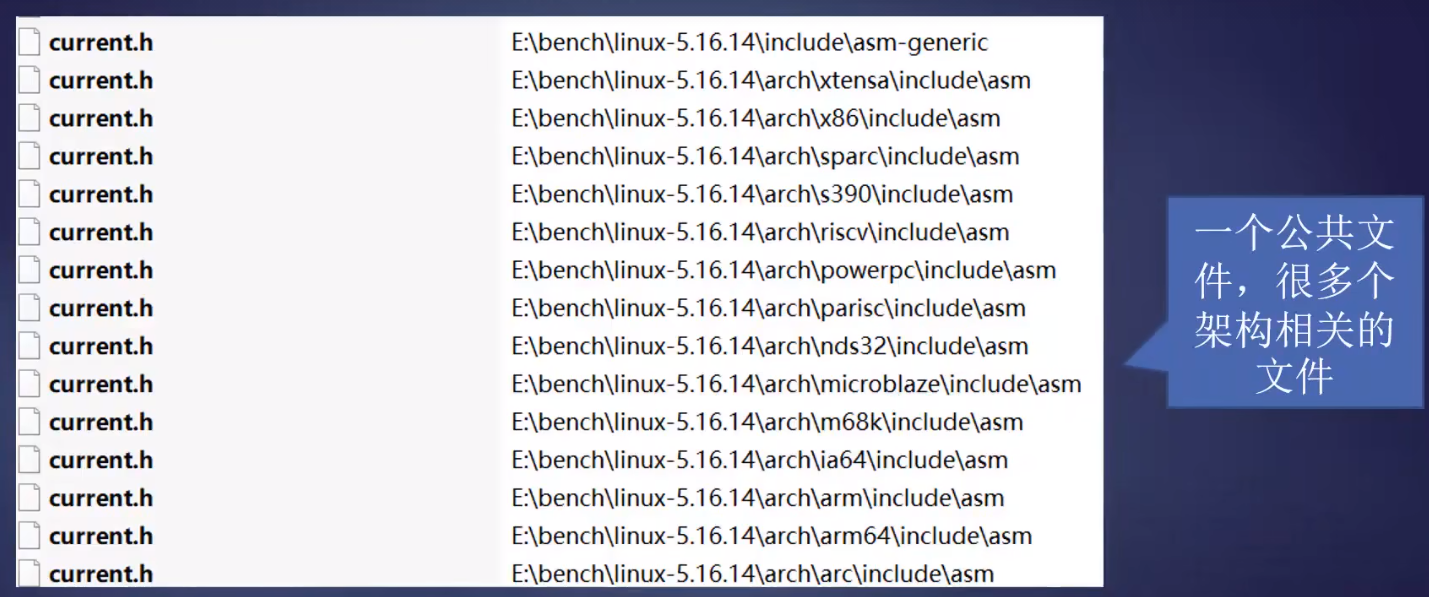 current.h E:\bench\linux-5.16.14\include\asm-generic
current.h E:\bench\linux-5.16.14\arch\xtensa\include\asm
current.h E:\bench\linux-5.16.14\arch\x86\include\asm
current.h E:\bench\linux-5.16.14\arch\sparc\include\asm
current.h E:\bench\linux-5.16.14\arch\s390\include\asm
current.h E:\bench\linux-5.16.14\arch\riscv\include\asm
current.h E:\bench\linux-5.16.14\arch\powerpc\include\asm
current.h E:\bench\linux-5.16.14\arch\parisc\include\asm
current.h E:\bench\linux-5.16.14\arch\nds32\include\asm
current.h E:\bench\linux-5.16.14\arch\microblaze\include\asm
current.h E:\bench\linux-5.16.14\arch\m68k\include\asm
current.h E:\bench\linux-5.16.14\arch\ia64\include\asm
current.h E:\bench\linux-5.16.14\arch\arm\include\asm
current.h E:\bench\linux-5.16.14\arch\arm64\include\asm
current.h E:\bench\linux-5.16.14\arch\arc\include\asm
一个公共文
件，很多个
架构相关的
文件